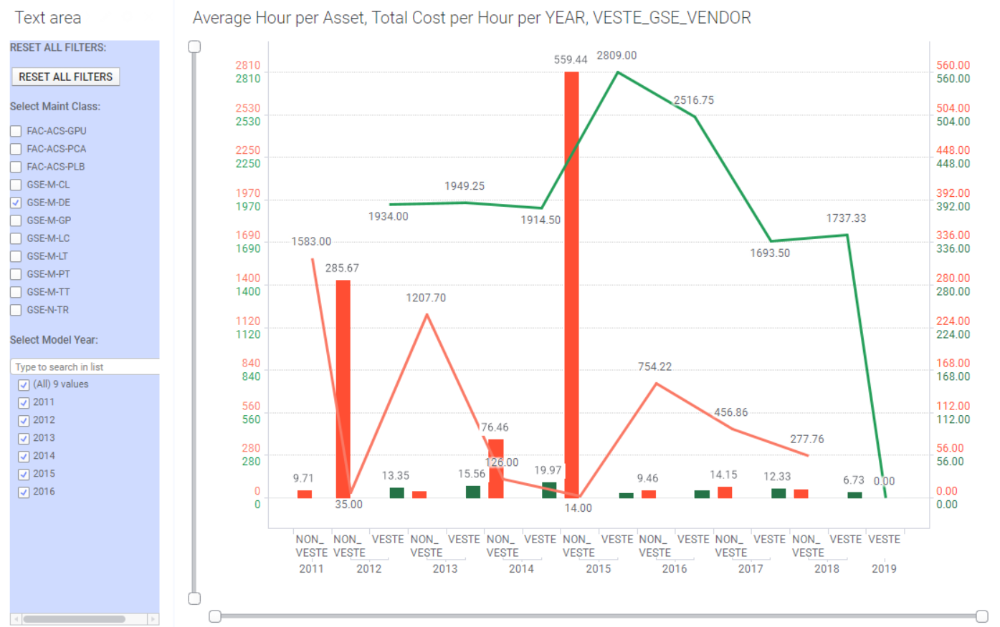 Text area
RESET ALL FILTERS:
RESET ALL FILTERS
Select Maint Class:
FAC-ACS-GPU
FAC-ACS-PCA
FAC-ACS-PLB
GSE-M-CL
GSE-M-DE
GSE-M-GP
GSE-M-LC
GSE-M-LT
GSE-M-PT
GSE-M-TT
GSE-N-TR
Select Model Year:
Type to search in list
(All) 9 values
2011
2012
2013
2014
2015
2016
Average Hour per Asset, Total Cost per Hour per YEAR, VESTE_GSE_VENDOR
2810
2810
2530
2530
2250
2250
1970
1970
1690
1690
1400
1400
1120
1120
840
840
560
560
280
280
0
0
559.44 2809.00
2516.75
1949.25
1934.00
1914.50
1737.33
1583.00
1693.50
285.67
1207.70
754.22
456.86
76.46
277.76
126.00
9.71 13.35 15.56 19.97 9.46 14.15 12.33 6.73 0.00
35.00
14.00
560.00
560.00
504.00
504.00
448.00
448.00
392.00
392.00
336.00
336.00
280.00
280.00
224.00
224.00
168.00
168.00
112.00
112.00
56.00
56.00
0.00
0.00
NON_ NON_ VESTE NON_ VESTE NON_ VESTE NON_ VESTE NON_ VESTE NON_ VESTE NON_ VESTE VESTE
VESTE VESTE VESTE VESTE VESTE VESTE VESTE VESTE
2011 2012 2013 2014 2015 2016 2017 2018 2019